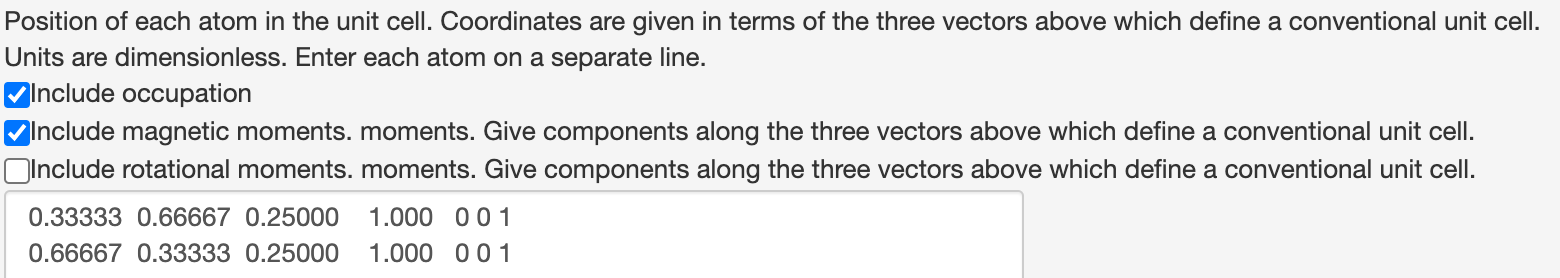 Position of each atom in the unit cell. Coordinates are given in terms of the three vectors above which define a conventional unit cell.
Units are dimensionless. Enter each atom on a separate line.
Include occupation
Include magnetic moments. moments. Give components along the three vectors above which define a conventional unit cell.
Include rotational moments. moments. Give components along the three vectors above which define a conventional unit cell.
0.33333 0.66667 0.25000 1.000 0 0 1
0.66667 0.33333 0.25000 1.000 0 0 1